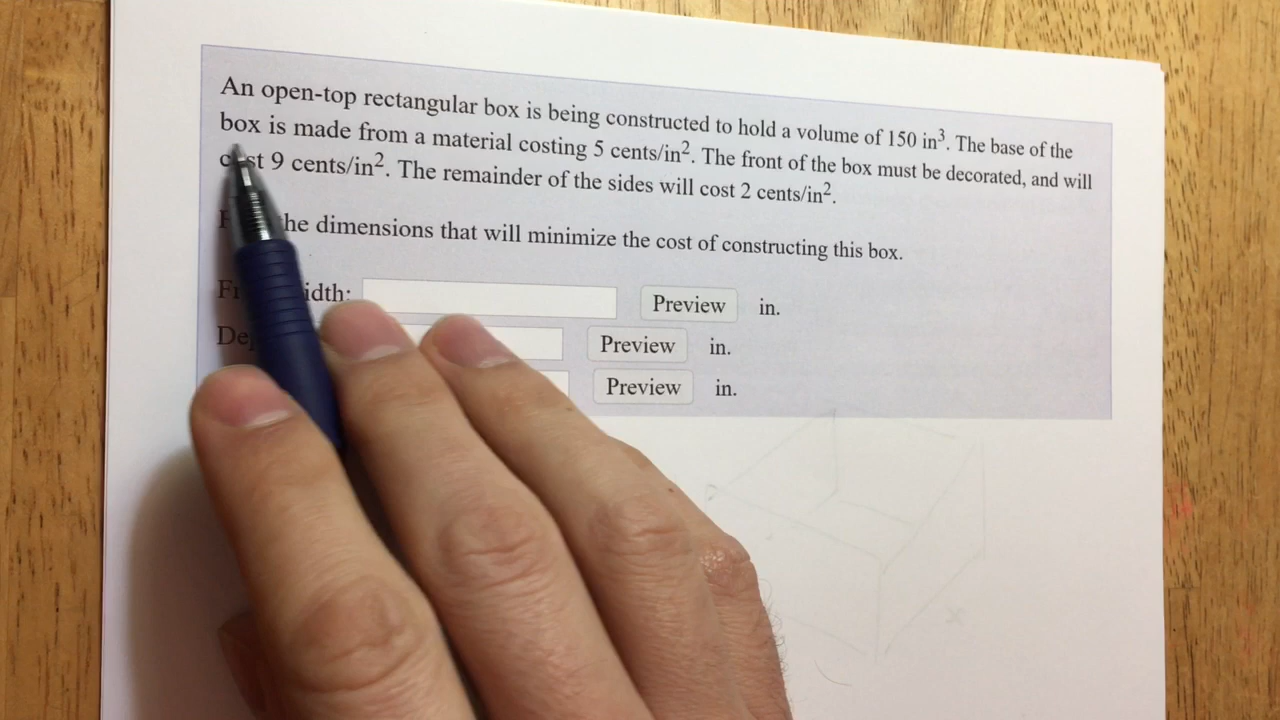 An open-top rectangular box is being constructed to hold a volume of 150 in³. The base of the
box is made from a material costing 5 cents/in². The front of the box must be decorated, and will
cost 9 cents/in². The remainder of the sides will cost 2 cents/in².
the dimensions that will minimize the cost of constructing this box.
Preview in.
Preview in.
Preview in.